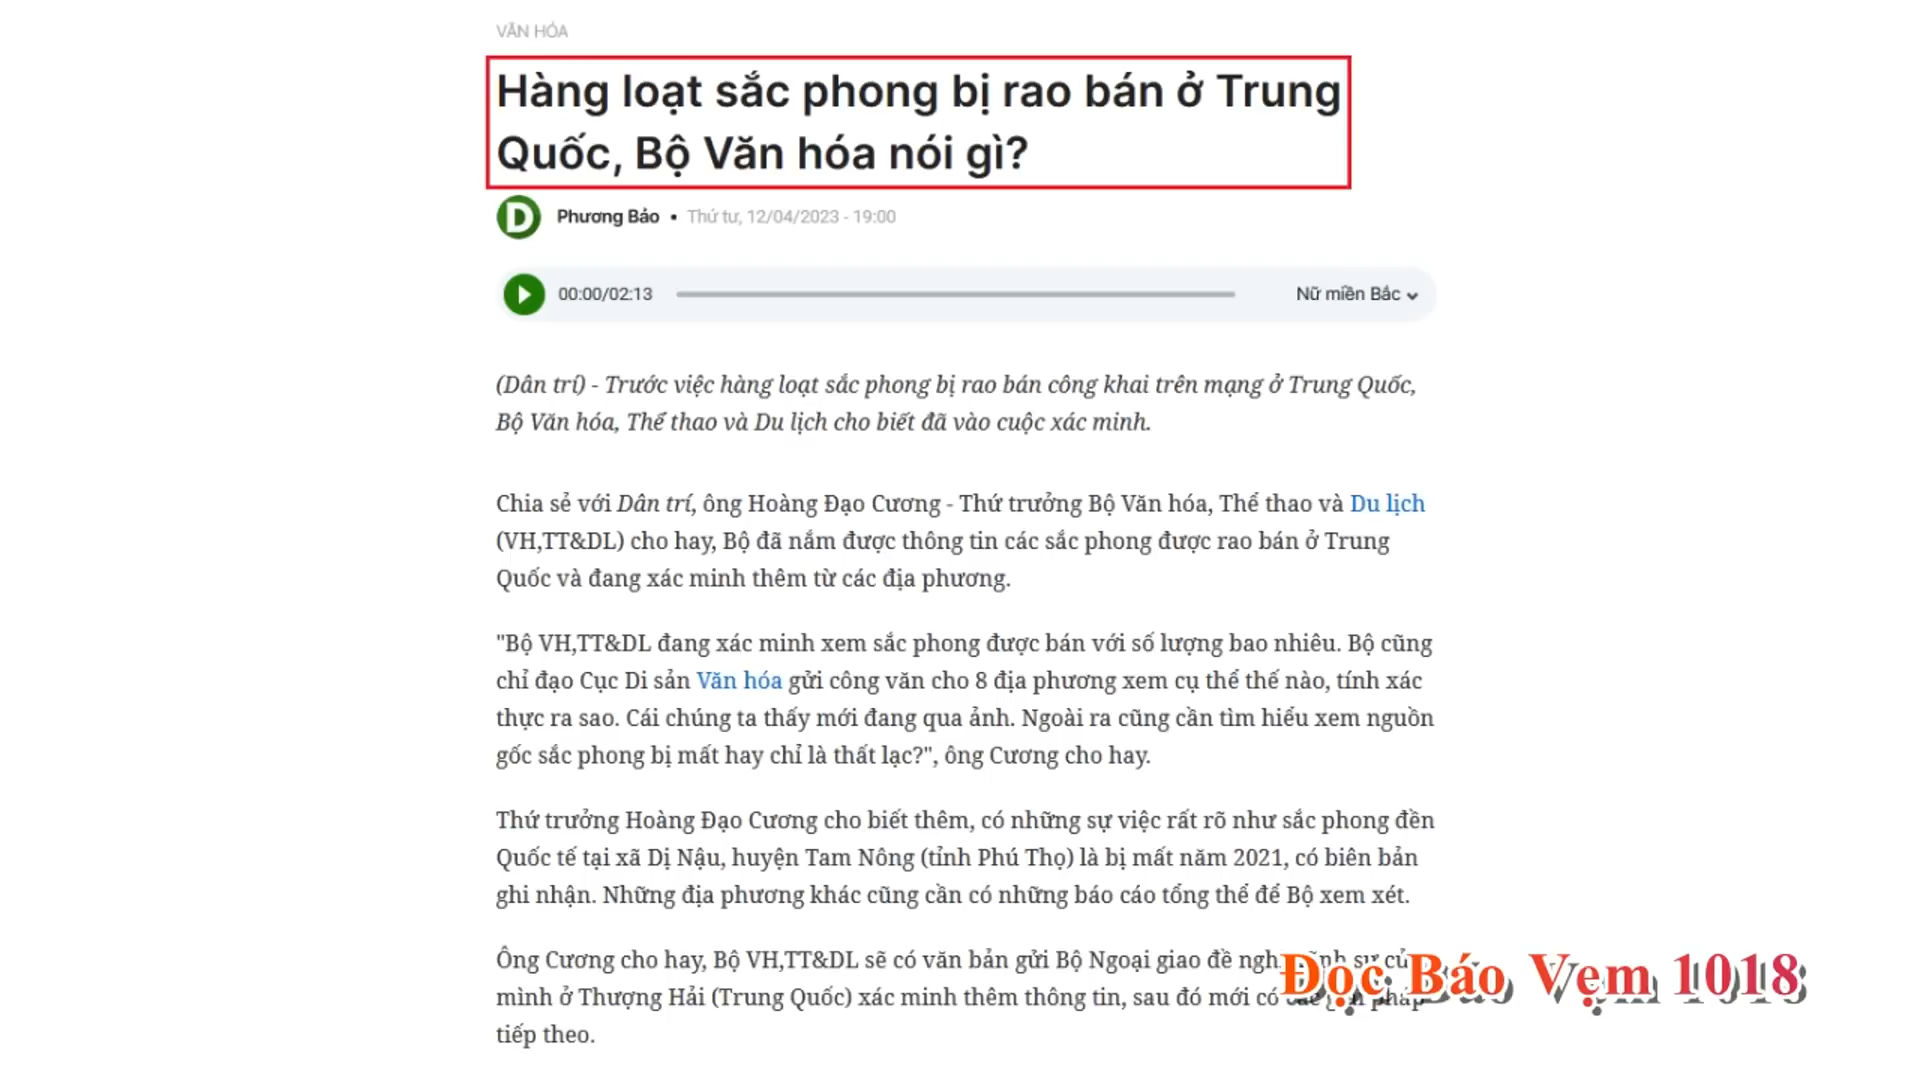 VĂN HÓA
Hàng loạt sắc phong bị rao bán ở Trung
Quốc, Bộ Văn hóa nói gì?
D Phương Bảo • Thứ tư, 12/04/2023 - 19:00
00:00/02:13 Nữ miền Bắc
(Dân trí) - Trước việc hàng loạt sắc phong bị rao bán công khai trên mạng ở Trung Quốc,
Bộ Văn hóa, Thể thao và Du lịch cho biết đã vào cuộc xác minh.
Chia sẻ với Dân trí, ông Hoàng Đạo Cương - Thứ trưởng Bộ Văn hóa, Thể thao và Du lịch
(VH,TT&DL) cho hay, Bộ đã nắm được thông tin các sắc phong được rao bán ở Trung
Quốc và đang xác minh thêm từ các địa phương.
"Bộ VH,TT&DL đang xác minh xem sắc phong được bán với số lượng bao nhiêu. Bộ cũng
chỉ đạo Cục Di sản Văn hóa gửi công văn cho 8 địa phương xem cụ thể thế nào, tính xác
thực ra sao. Cái chúng ta thấy mới đang qua ảnh. Ngoài ra cũng cần tìm hiểu xem nguồn
gốc sắc phong bị mất hay chỉ là thất lạc?", ông Cương cho hay.
Thứ trưởng Hoàng Đạo Cương cho biết thêm, có những sự việc rất rõ như sắc phong đền
Quốc tế tại xã Dị Nậu, huyện Tam Nông (tỉnh Phú Thọ) là bị mất năm 2021, có biên bản
ghi nhận. Những địa phương khác cũng cần có những báo cáo tổng thể để Bộ xem xét.
Ông Cương cho hay, Bộ VH,TT&DL sẽ có văn bản gửi Bộ Ngoại giao đề
mình ở Thượng Hải (Trung Quốc) xác minh thêm thông tin, sau đó mới có
tiếp theo.
Đọc Báo Vẹm 1018